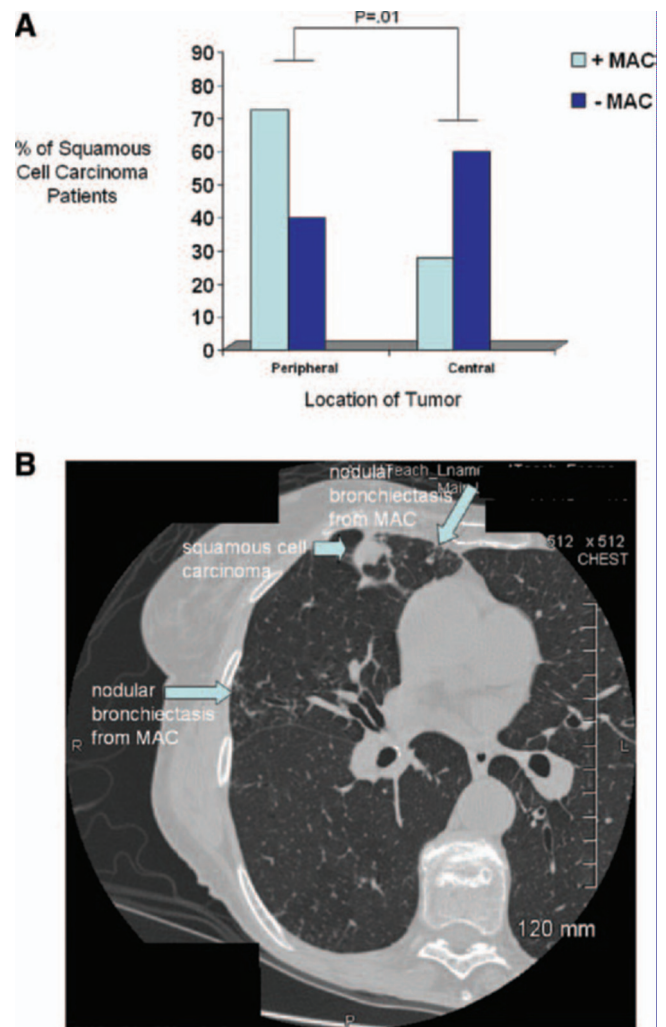 A
P=.01
90
80
70
60
50
40
30
20
10
0
% of Squamous
Cell Carcinoma
Patients
+ MAC
- MAC
Peripheral
Central
Location of Tumor
B
nodular
bronchiectasis
from MAC
squamous cell
carcinoma
512 x 512
CHEST
nodular
bronchiectasis
from MAC
R
L
120 mm
P